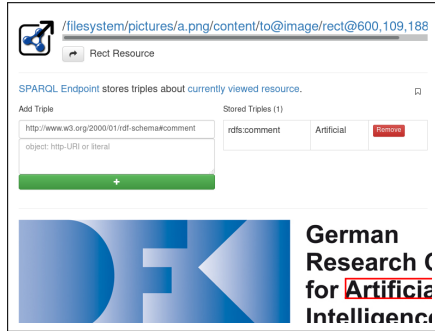 /filesystem/pictures/a.png/content/to@image/rect@600,109,188
Rect Resource
SPARQL Endpoint stores triples about currently viewed resource.
Add Triple
Stored Triples (1)
http://www.w3.org/2000/01/rdf-schema#comment
rdfs:comment Artificial Remove
object: http-URI or literal
+
DFK
German
Research
for Artificia
Intelligence